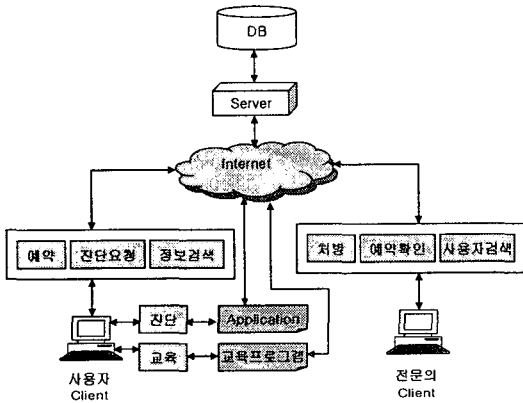 DB
Server
Internet
예약 진단요청 정보검색
처방 예약확인 사용자검색
진단 Application
교육 교육프로그램
사용자
Client
전문의
Client